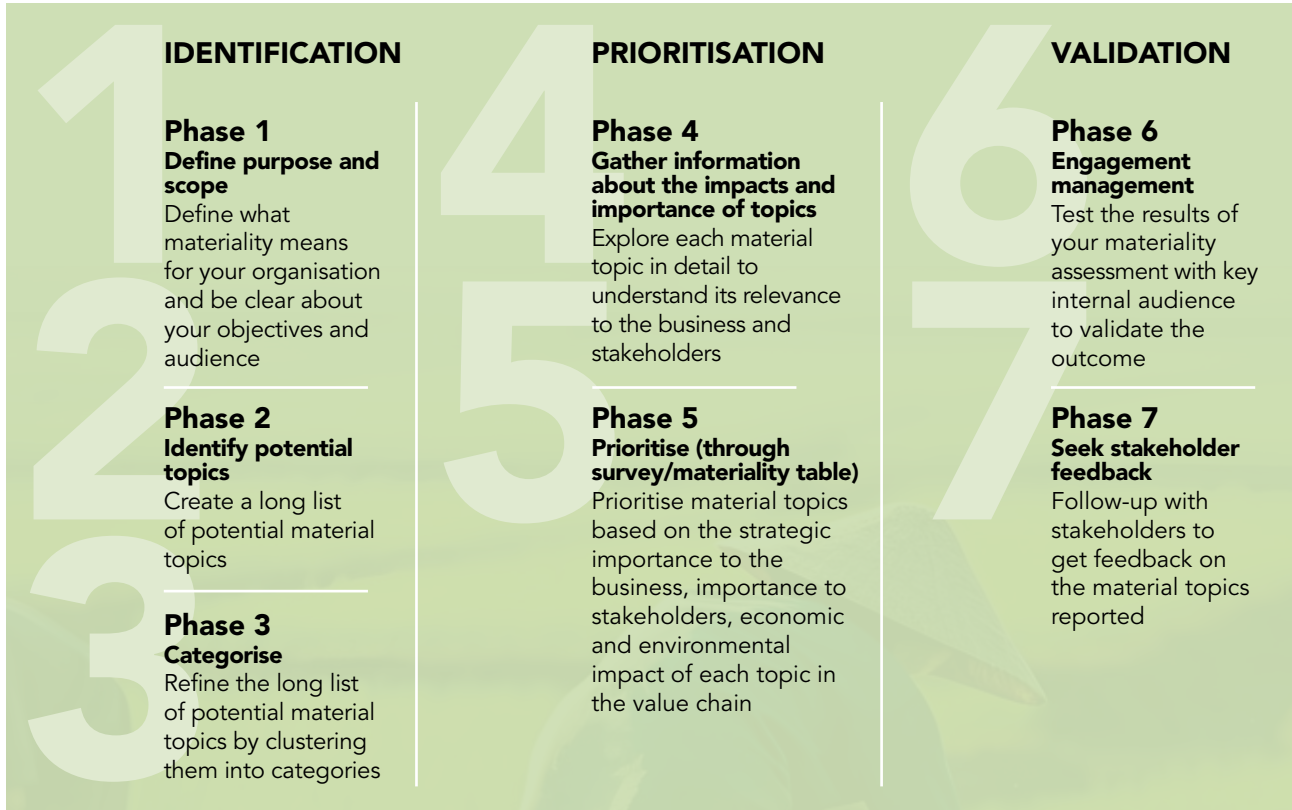 IDENTIFICATION
1
Phase 1
Define purpose and
scope
Define what
materiality means
for your organisation
and be clear about
your objectives and
audience
2
Phase 2
Identify potential
topics
Create a long list
of potential material
topics
3
Phase 3
Categorise
Refine the long list
of potential material
topics by clustering
them into categories
PRIORITISATION
4
Phase 4
Gather information
about the impacts and
importance of topics
Explore each material
topic in detail to
understand its relevance
to the business and
stakeholders
5
Phase 5
Prioritise (through
survey/materiality table)
Prioritise material topics
based on the strategic
importance to the
business, importance to
stakeholders, economic
and environmental
impact of each topic in
the value chain
VALIDATION
6
Phase 6
Engagement
management
Test the results of
your materiality
assessment with key
internal audience
to validate the
outcome
7
Phase 7
Seek stakeholder
feedback
Follow-up with
stakeholders to
get feedback on
the material topics
reported